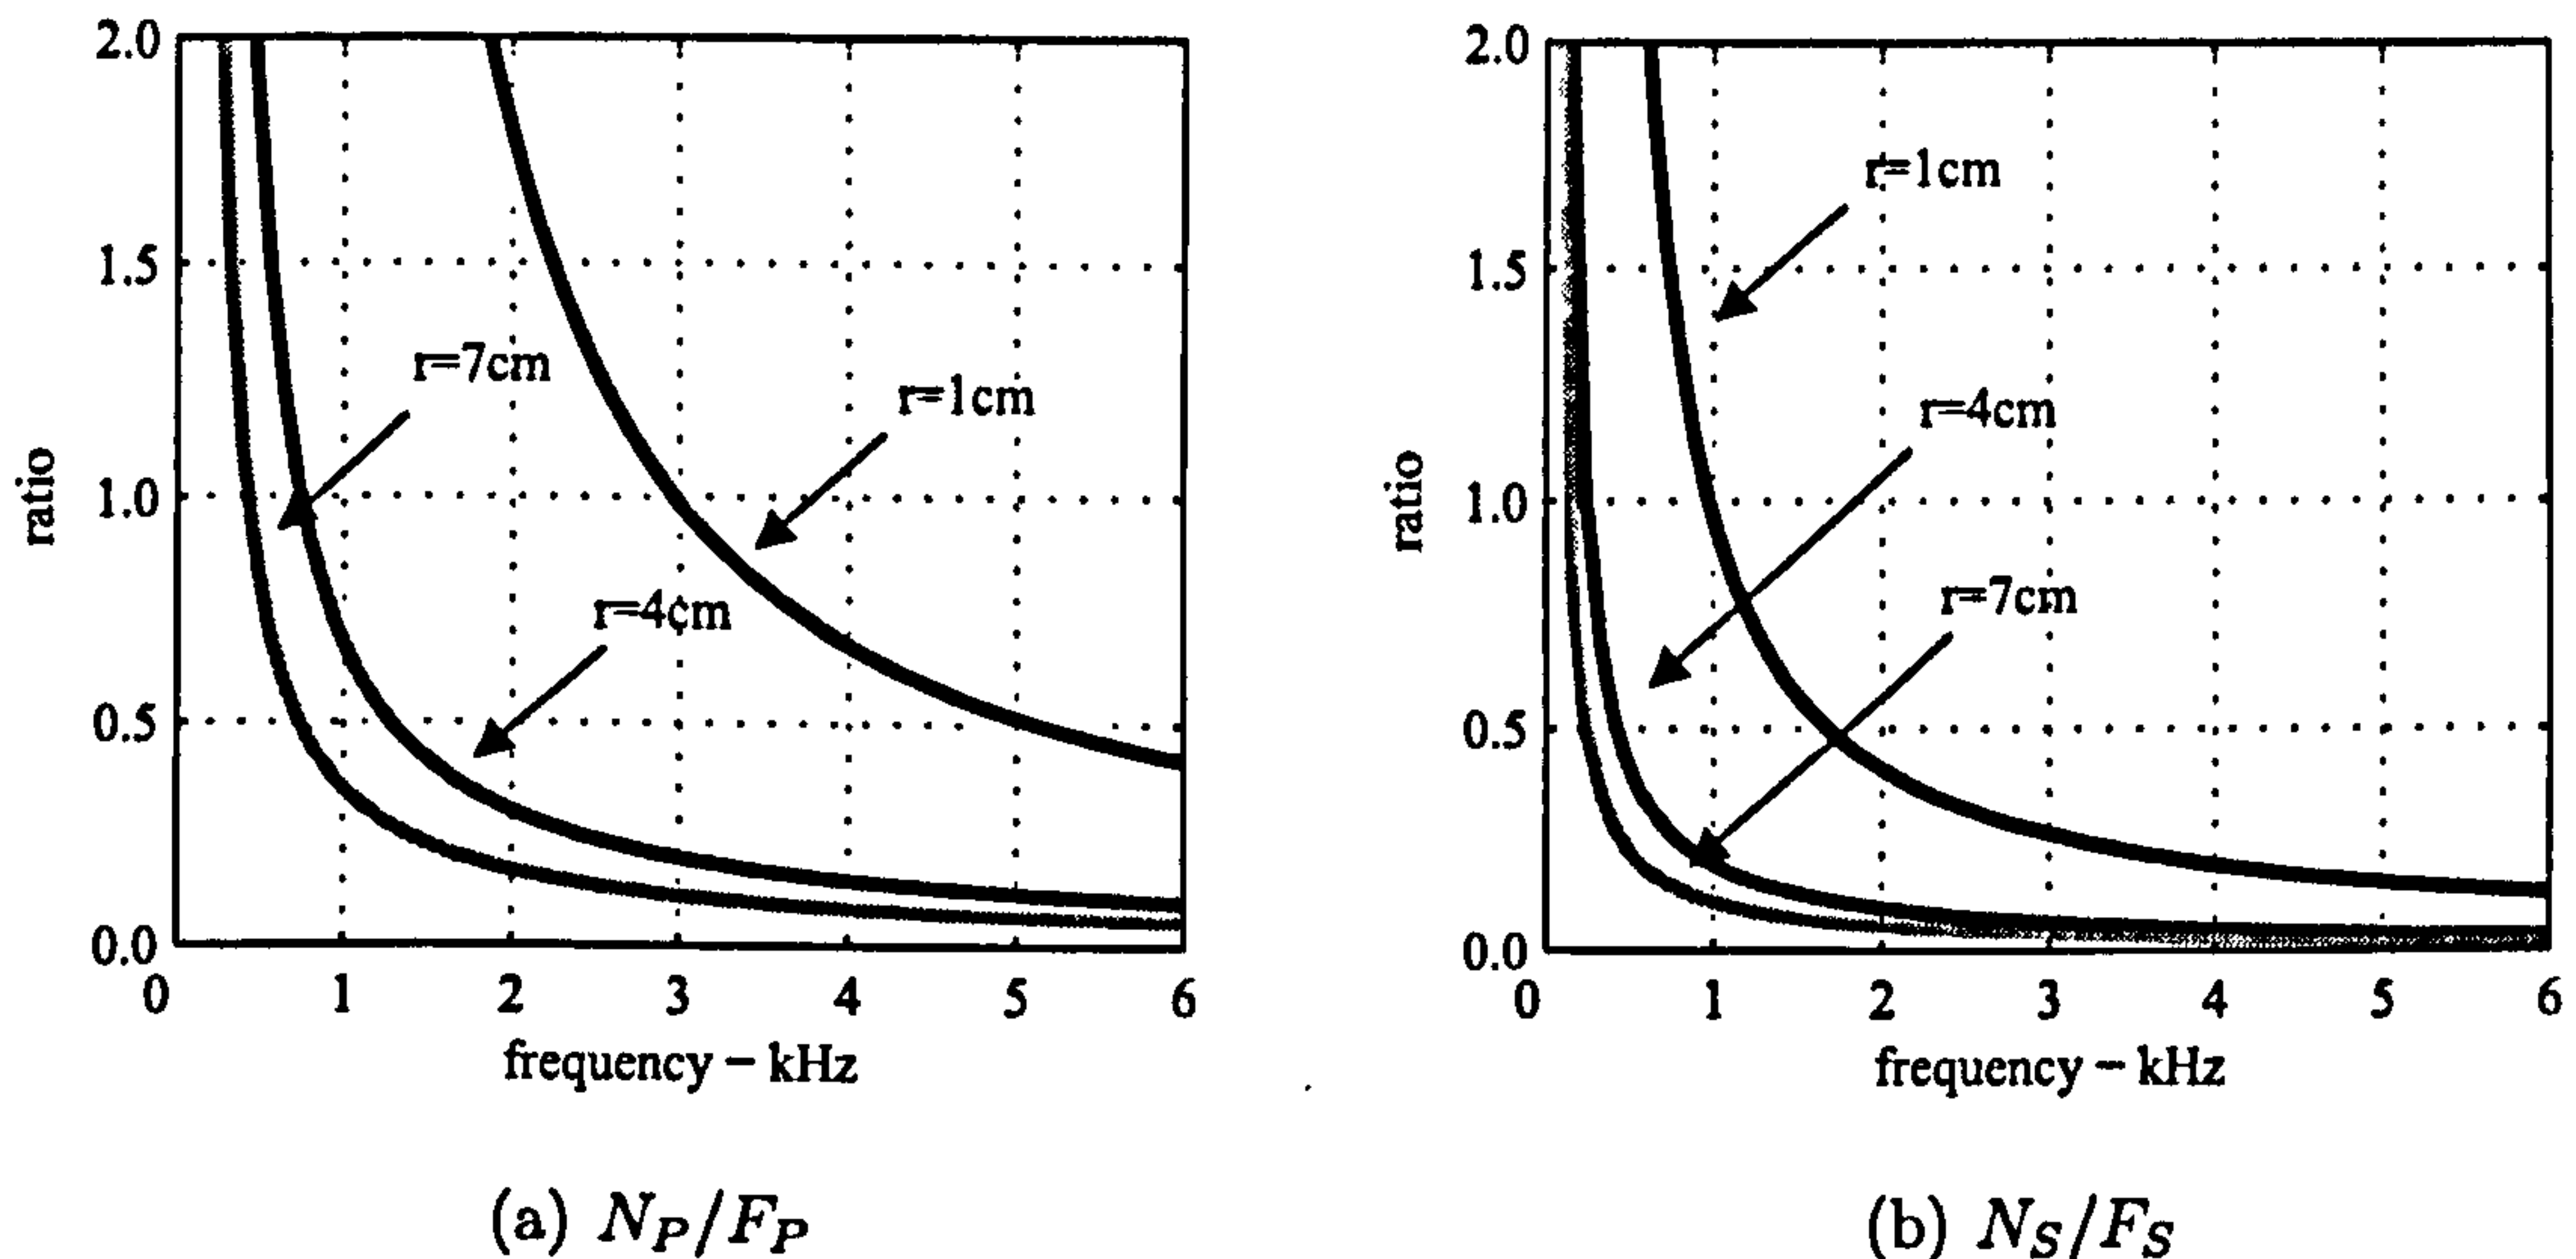 2.0
1.5
1.0
0.5
0.0
ratio
r=7cm
r=1cm
r=4cm
0 1 2 3 4 5 6
frequency – kHz
(a) N_P/F_P
2.0
1.5
1.0
0.5
0.0
ratio
r=1cm
r=4cm
r=7cm
0 1 2 3 4 5 6
frequency – kHz
(b) N_S/F_S